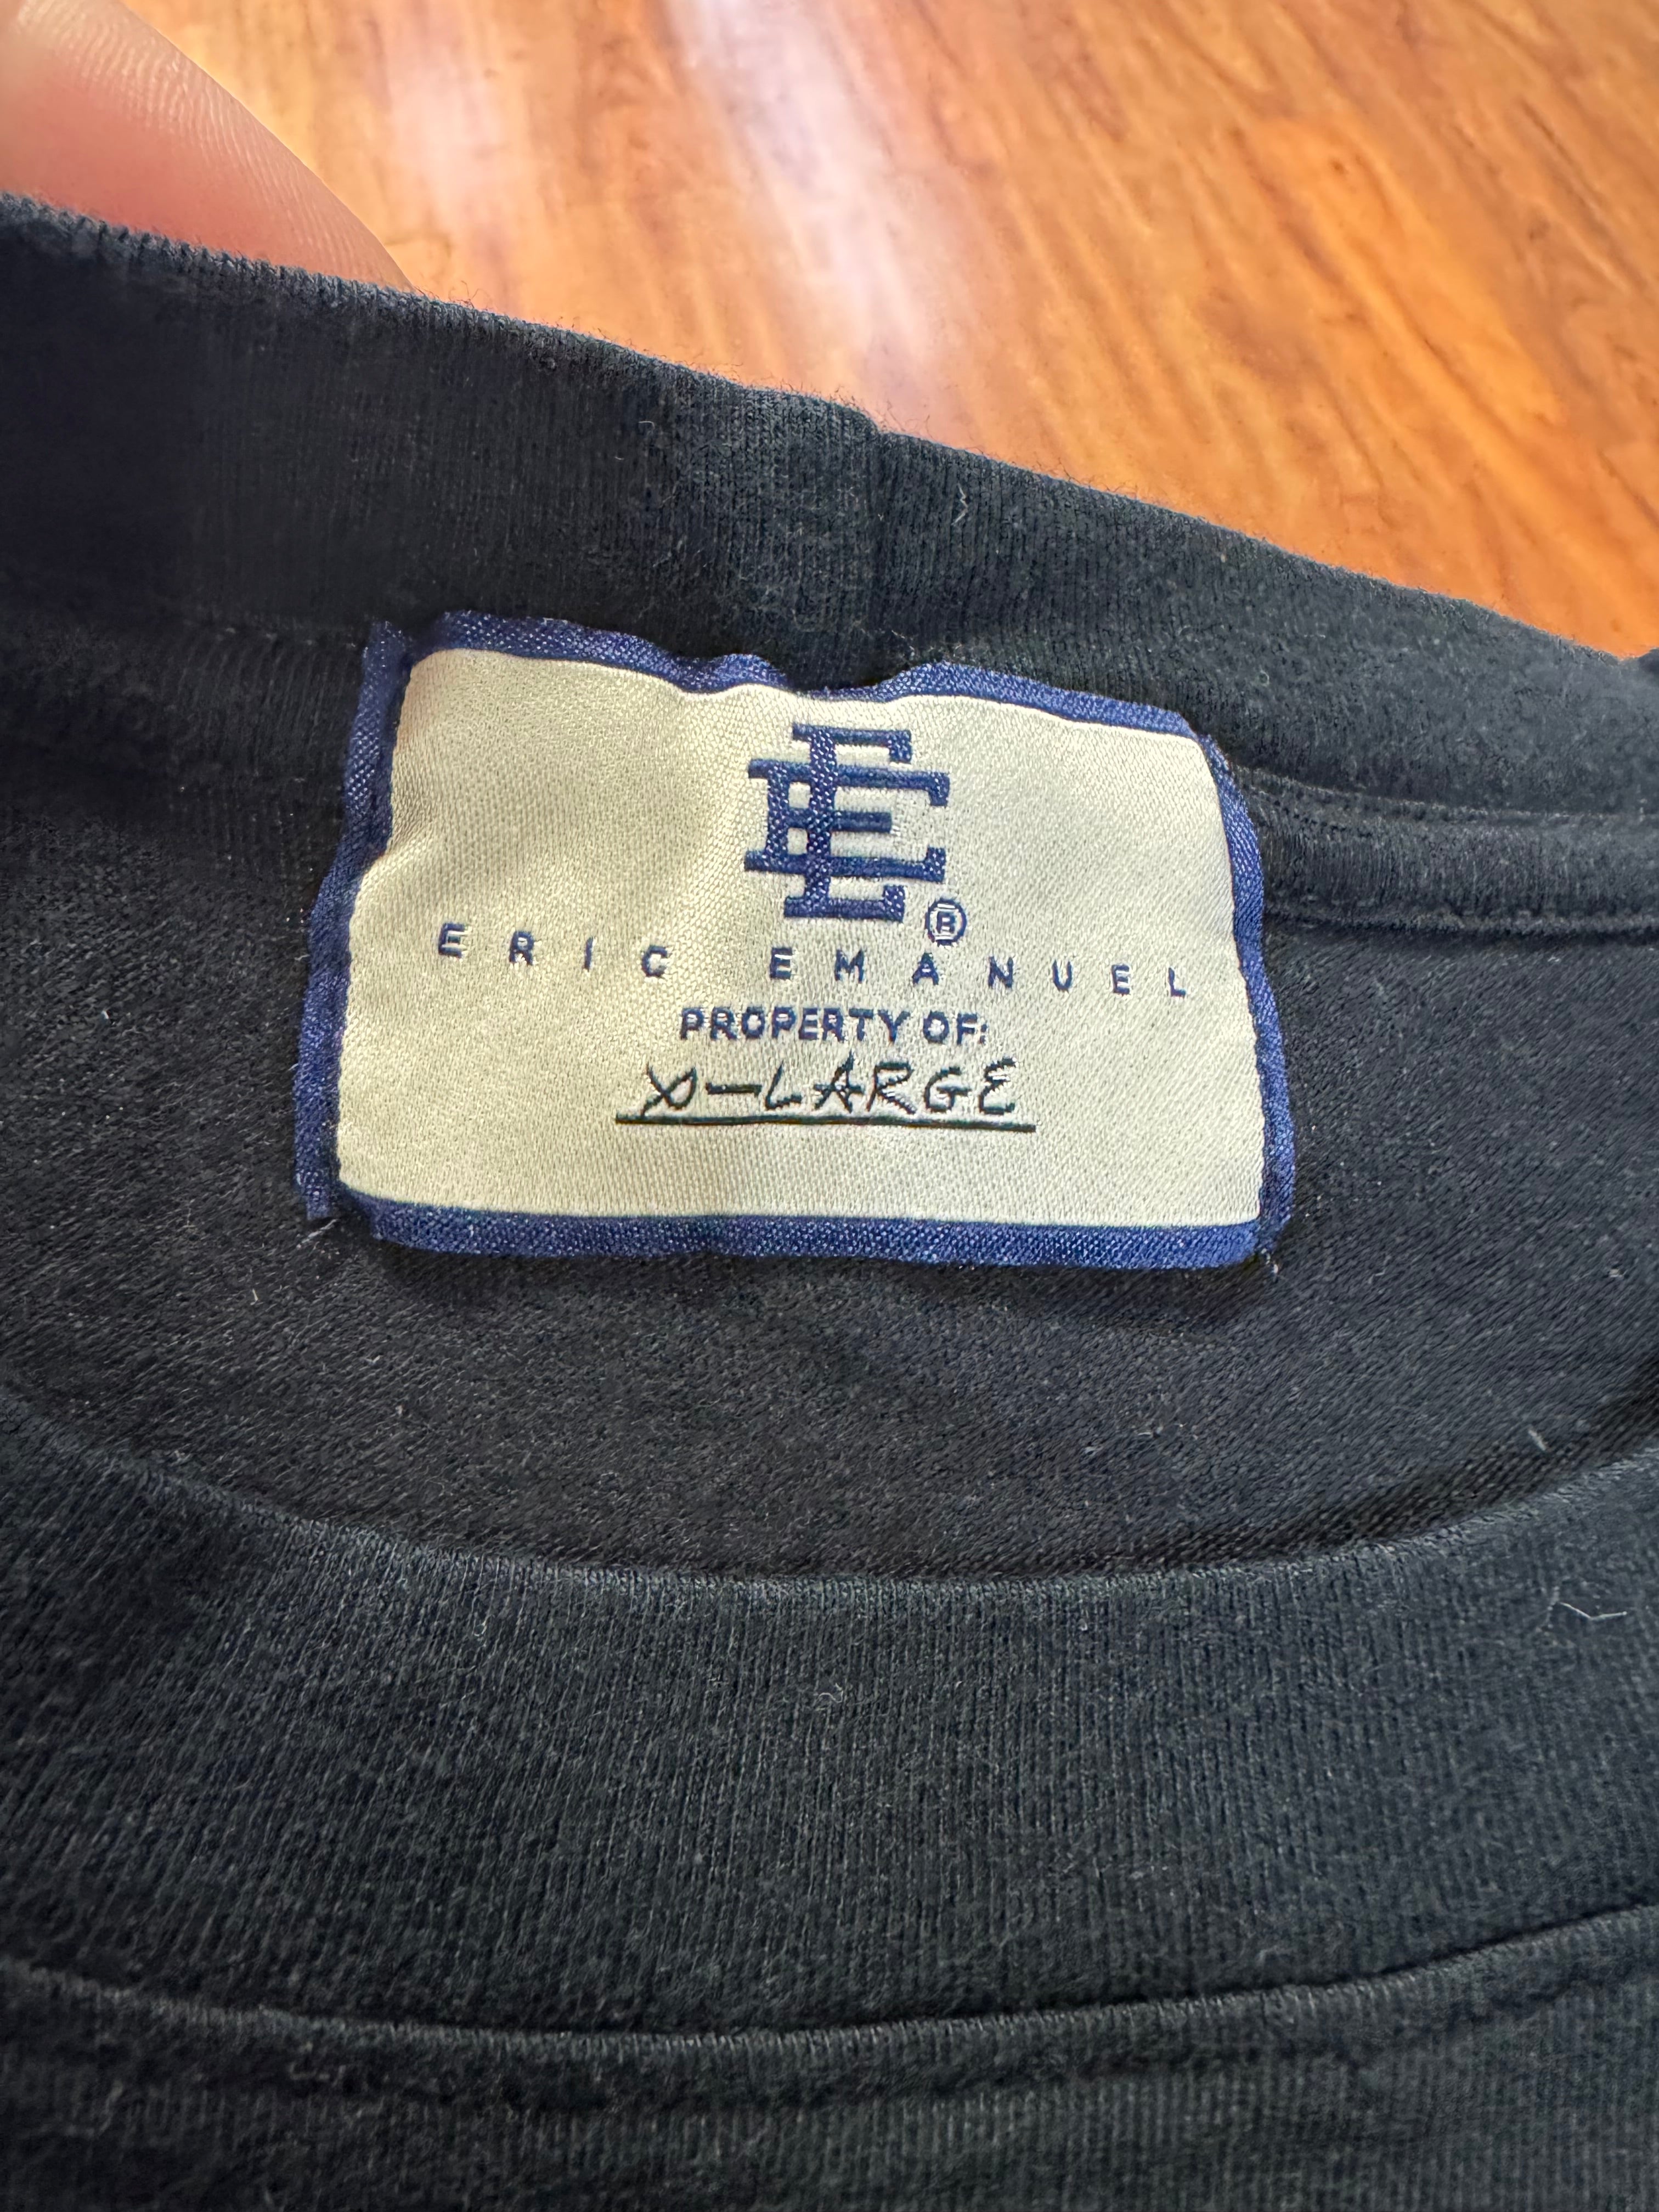 EE®
ERIC EMANUEL
PROPERTY OF:
X-LARGE